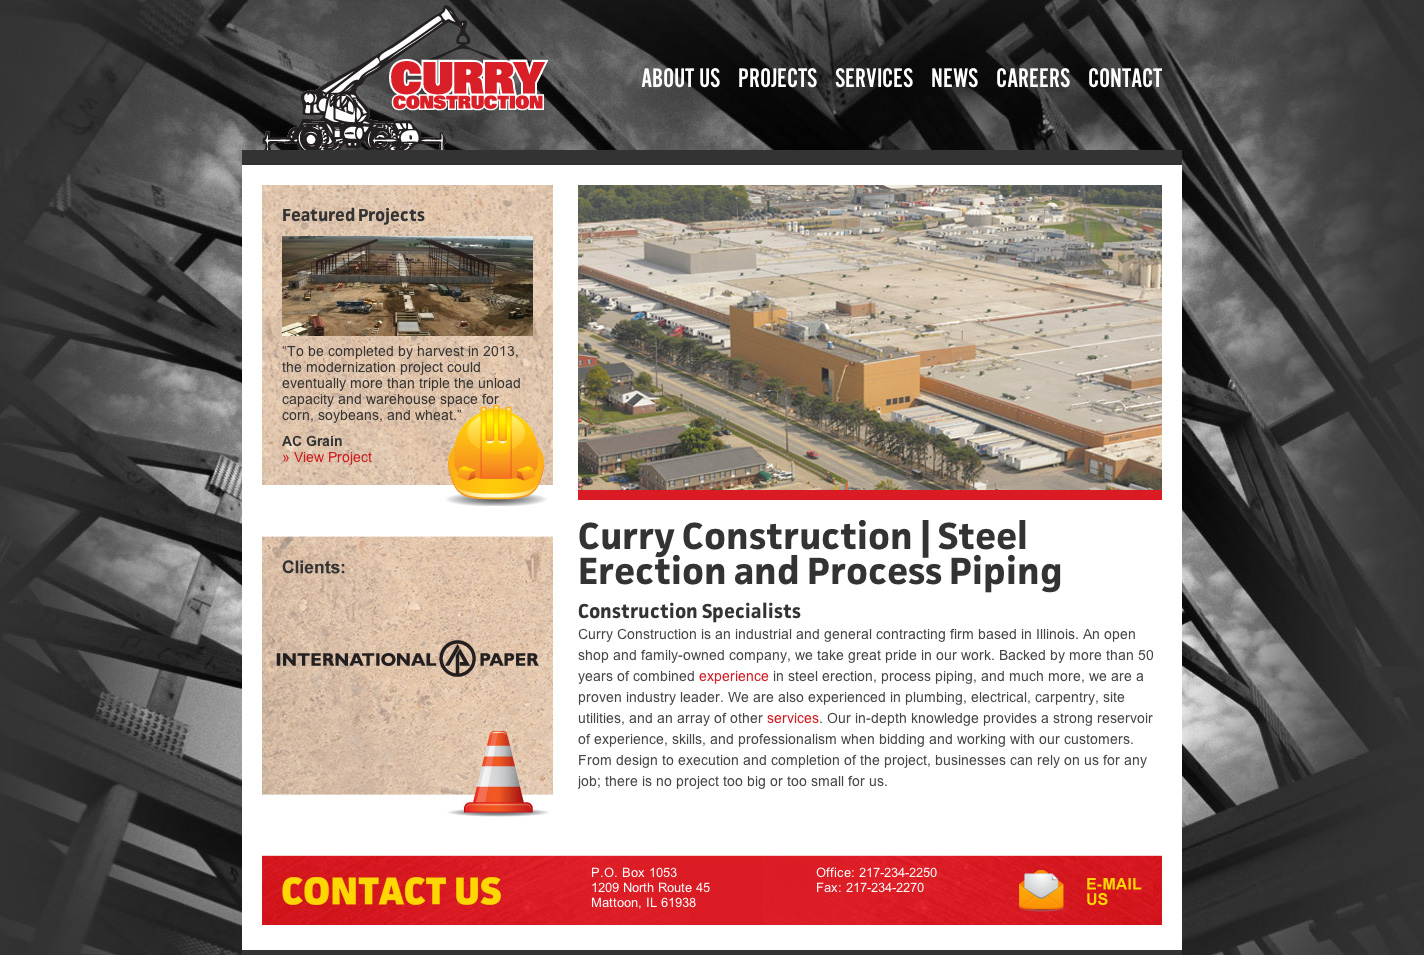 CURRY
CONSTRUCTION
ABOUT US PROJECTS SERVICES NEWS CAREERS CONTACT
Featured Projects
“To be completed by harvest in 2013,
the modernization project could
eventually more than triple the unload
capacity and warehouse space for
corn, soybeans, and wheat.”
AC Grain
» View Project
Clients:
INTERNATIONAL PAPER
Curry Construction | Steel
Erection and Process Piping
Construction Specialists
Curry Construction is an industrial and general contracting firm based in Illinois. An open
shop and family-owned company, we take great pride in our work. Backed by more than 50
years of combined experience in steel erection, process piping, and much more, we are a
proven industry leader. We are also experienced in plumbing, electrical, carpentry, site
utilities, and an array of other services. Our in-depth knowledge provides a strong reservoir
of experience, skills, and professionalism when bidding and working with our customers.
From design to execution and completion of the project, businesses can rely on us for any
job; there is no project too big or too small for us.
CONTACT US
P.O. Box 1053
1209 North Route 45
Mattoon, IL 61938
Office: 217-234-2250
Fax: 217-234-2270
E-MAIL
US